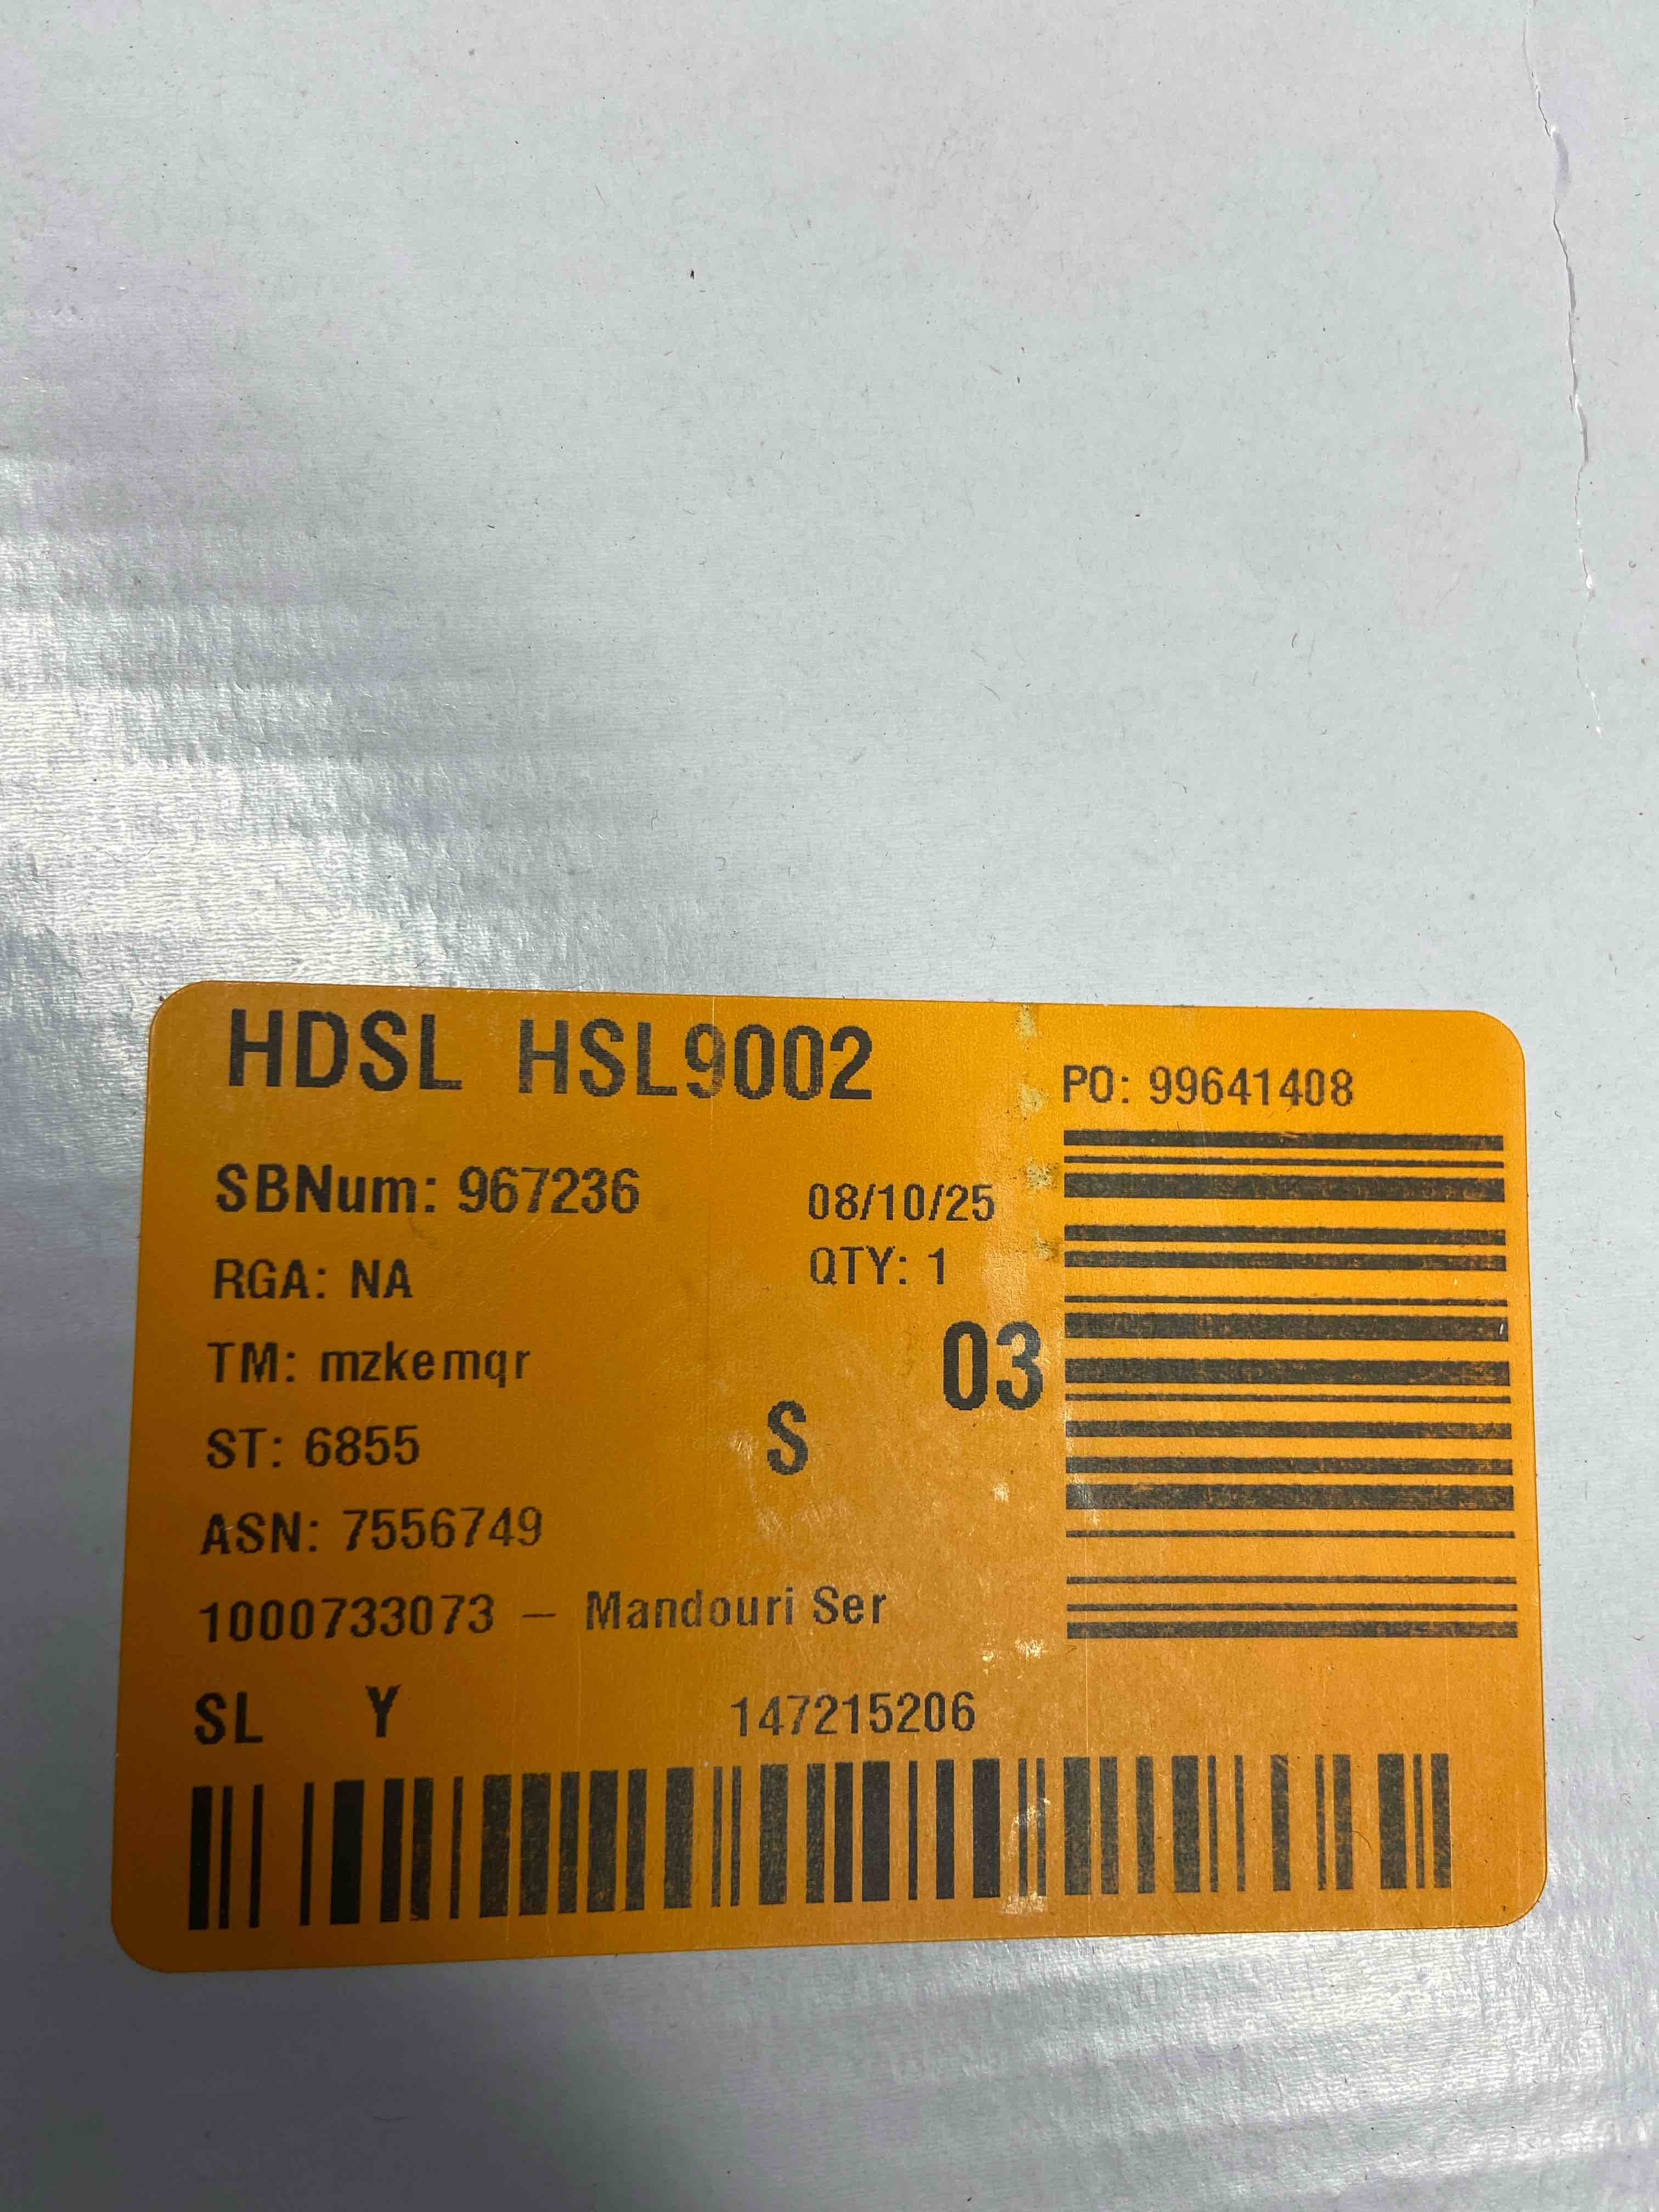 HDSL HSL9002
PO: 99641408
SBNum: 967236
08/10/25
RGA: NA
QTY: 1
TM: mzkemqr
03
ST: 6855
S
ASN: 7556749
1000733073 – Mandouri Ser
SL Y 147215206